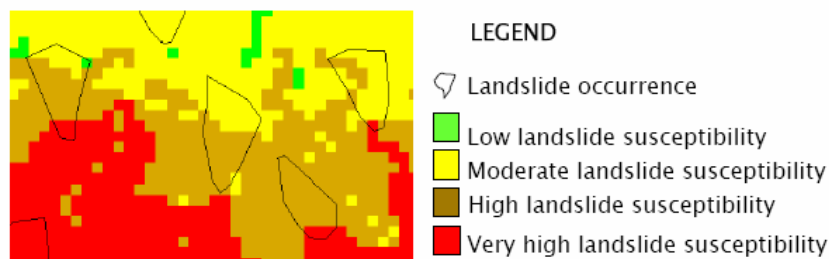 LEGEND
Landslide occurrence
Low landslide susceptibility
Moderate landslide susceptibility
High landslide susceptibility
Very high landslide susceptibility